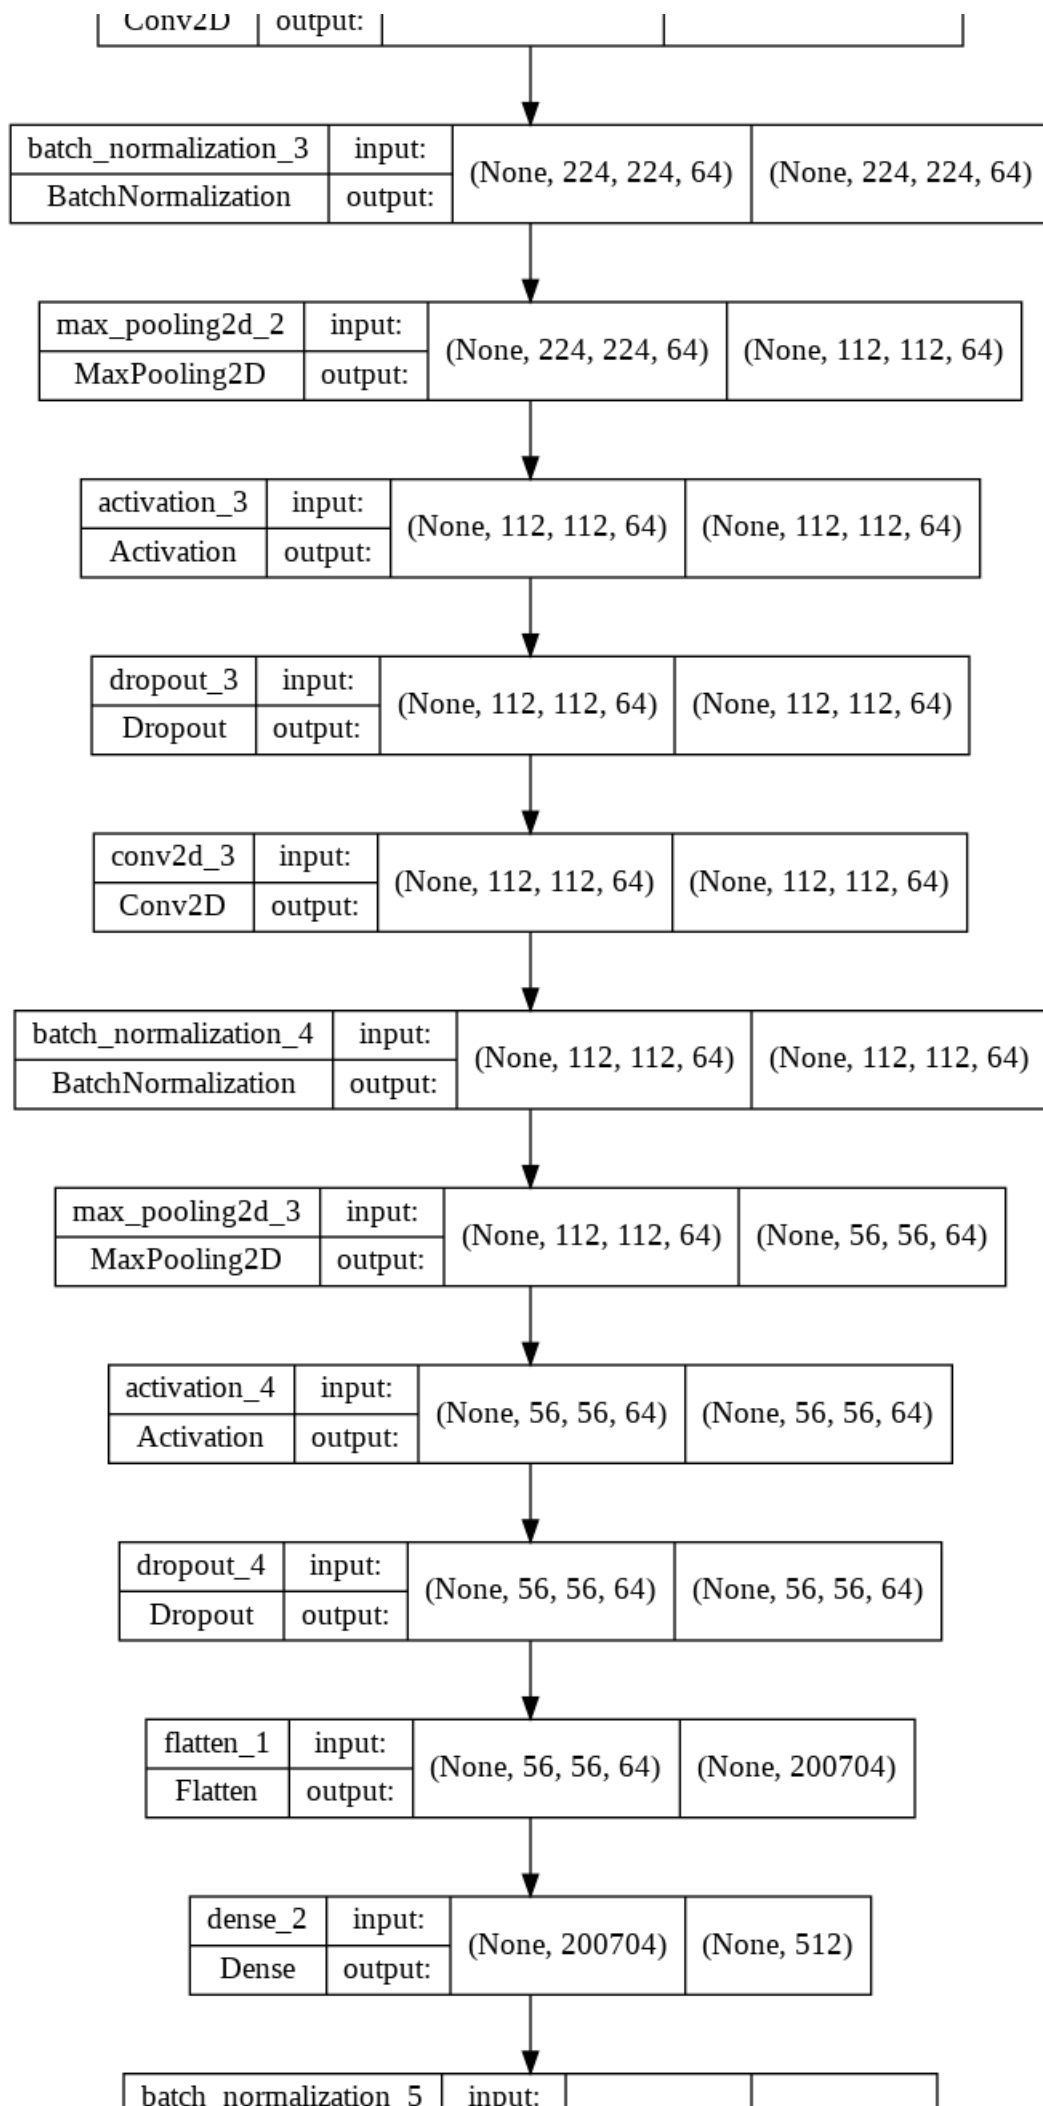 Conv2D output:
batch_normalization_3 input: (None, 224, 224, 64) (None, 224, 224, 64)
BatchNormalization output:
max_pooling2d_2 input: (None, 224, 224, 64) (None, 112, 112, 64)
MaxPooling2D output:
activation_3 input: (None, 112, 112, 64) (None, 112, 112, 64)
Activation output:
dropout_3 input: (None, 112, 112, 64) (None, 112, 112, 64)
Dropout output:
conv2d_3 input: (None, 112, 112, 64) (None, 112, 112, 64)
Conv2D output:
batch_normalization_4 input: (None, 112, 112, 64) (None, 112, 112, 64)
BatchNormalization output:
max_pooling2d_3 input: (None, 112, 112, 64) (None, 56, 56, 64)
MaxPooling2D output:
activation_4 input: (None, 56, 56, 64) (None, 56, 56, 64)
Activation output:
dropout_4 input: (None, 56, 56, 64) (None, 56, 56, 64)
Dropout output:
flatten_1 input: (None, 56, 56, 64) (None, 200704)
Flatten output:
dense_2 input: (None, 200704) (None, 512)
Dense output:
batch_normalization_5 input: